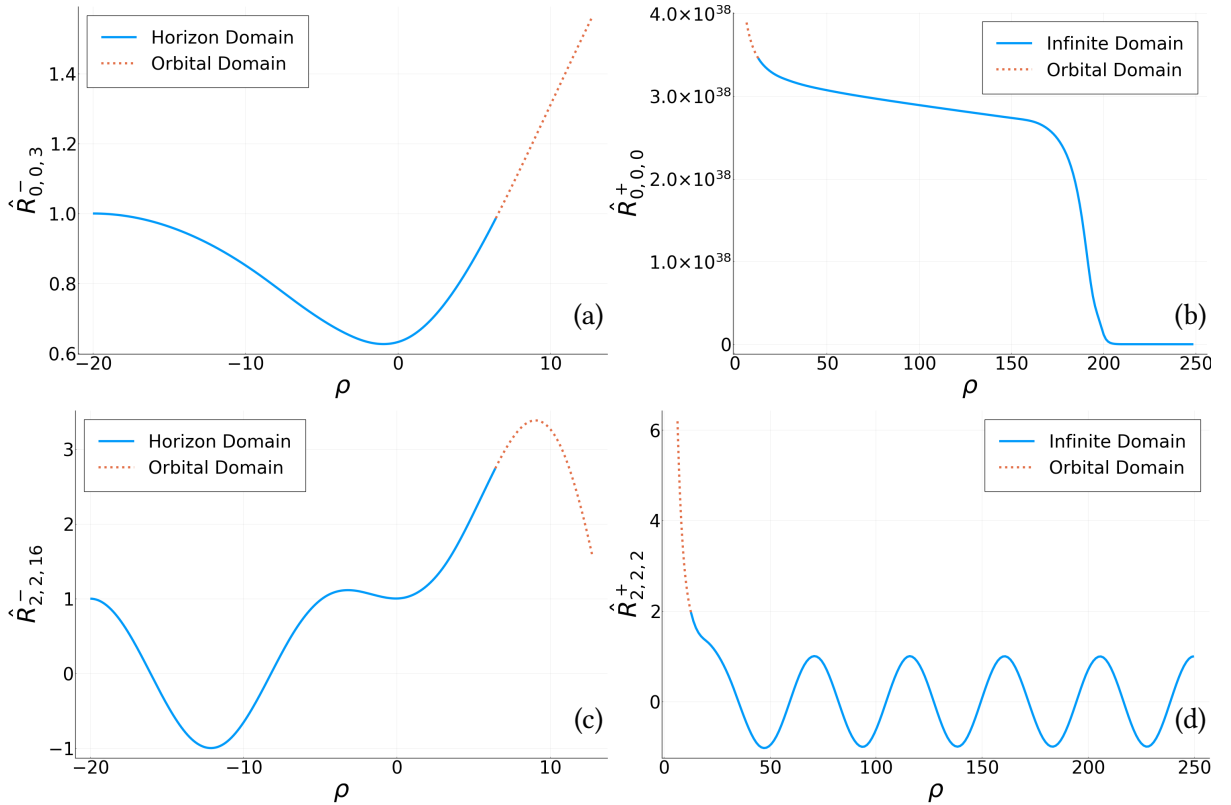 Horizon Domain
Orbital Domain
1.4
1.2
1.0
0.8
0.6
−20
−10
0
10
R̂⁻₀,₀,₃
ρ
(a)
Infinite Domain
Orbital Domain
4.0×10³⁸
3.0×10³⁸
2.0×10³⁸
1.0×10³⁸
0
0
50
100
150
200
250
R̂⁺₀,₀,₀
ρ
(b)
Horizon Domain
Orbital Domain
3
2
1
0
−1
−20
−10
0
10
R̂⁻₂,₂,₁₆
ρ
(c)
Infinite Domain
Orbital Domain
6
4
2
0
0
50
100
150
200
250
R̂⁺₂,₂,₂
ρ
(d)